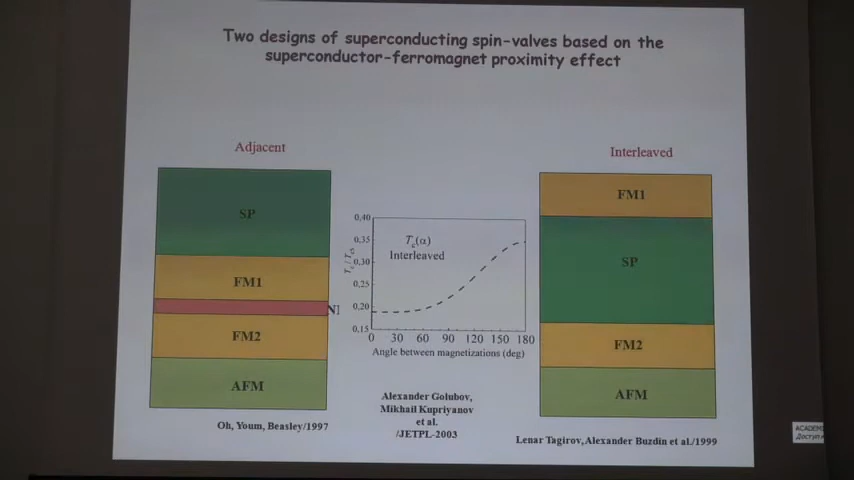 Two designs of superconducting spin-valves based on the
superconductor-ferromagnet proximity effect
Adjacent
SP
FM1
FM2
AFM
Oh, Youm, Beasley/1997
Tc(α)
Interleaved
Tc / Tcs
0,40
0,35
0,30
0,25
0,20
0,15
0 30 60 90 120 150 180
Angle between magnetizations (deg)
Alexander Golubov,
Mikhail Kupriyanov
et al.
/JETPL-2003
Interleaved
FM1
SP
FM2
AFM
Lenar Tagirov, Alexander Buzdin et al./1999